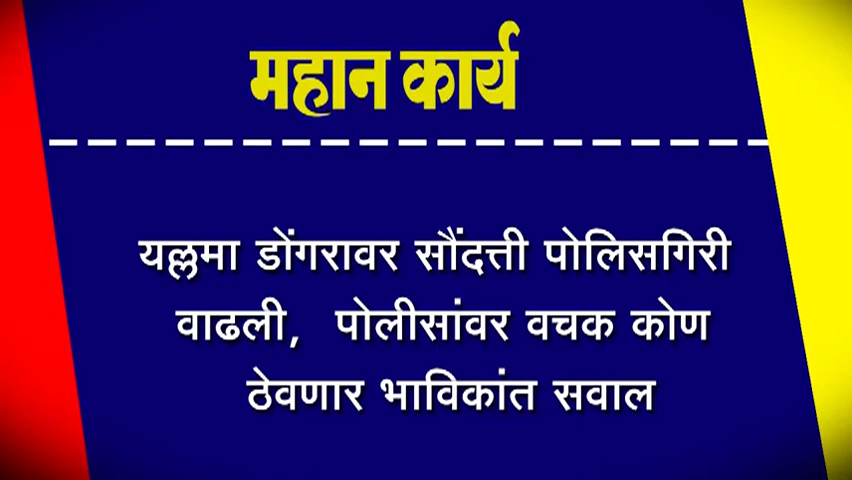 महान कार्य
यल्लमा डोंगरावर सौंदत्ती पोलिसगिरी
वाढली, पोलीसांवर वचक कोण
ठेवणार भाविकांत सवाल